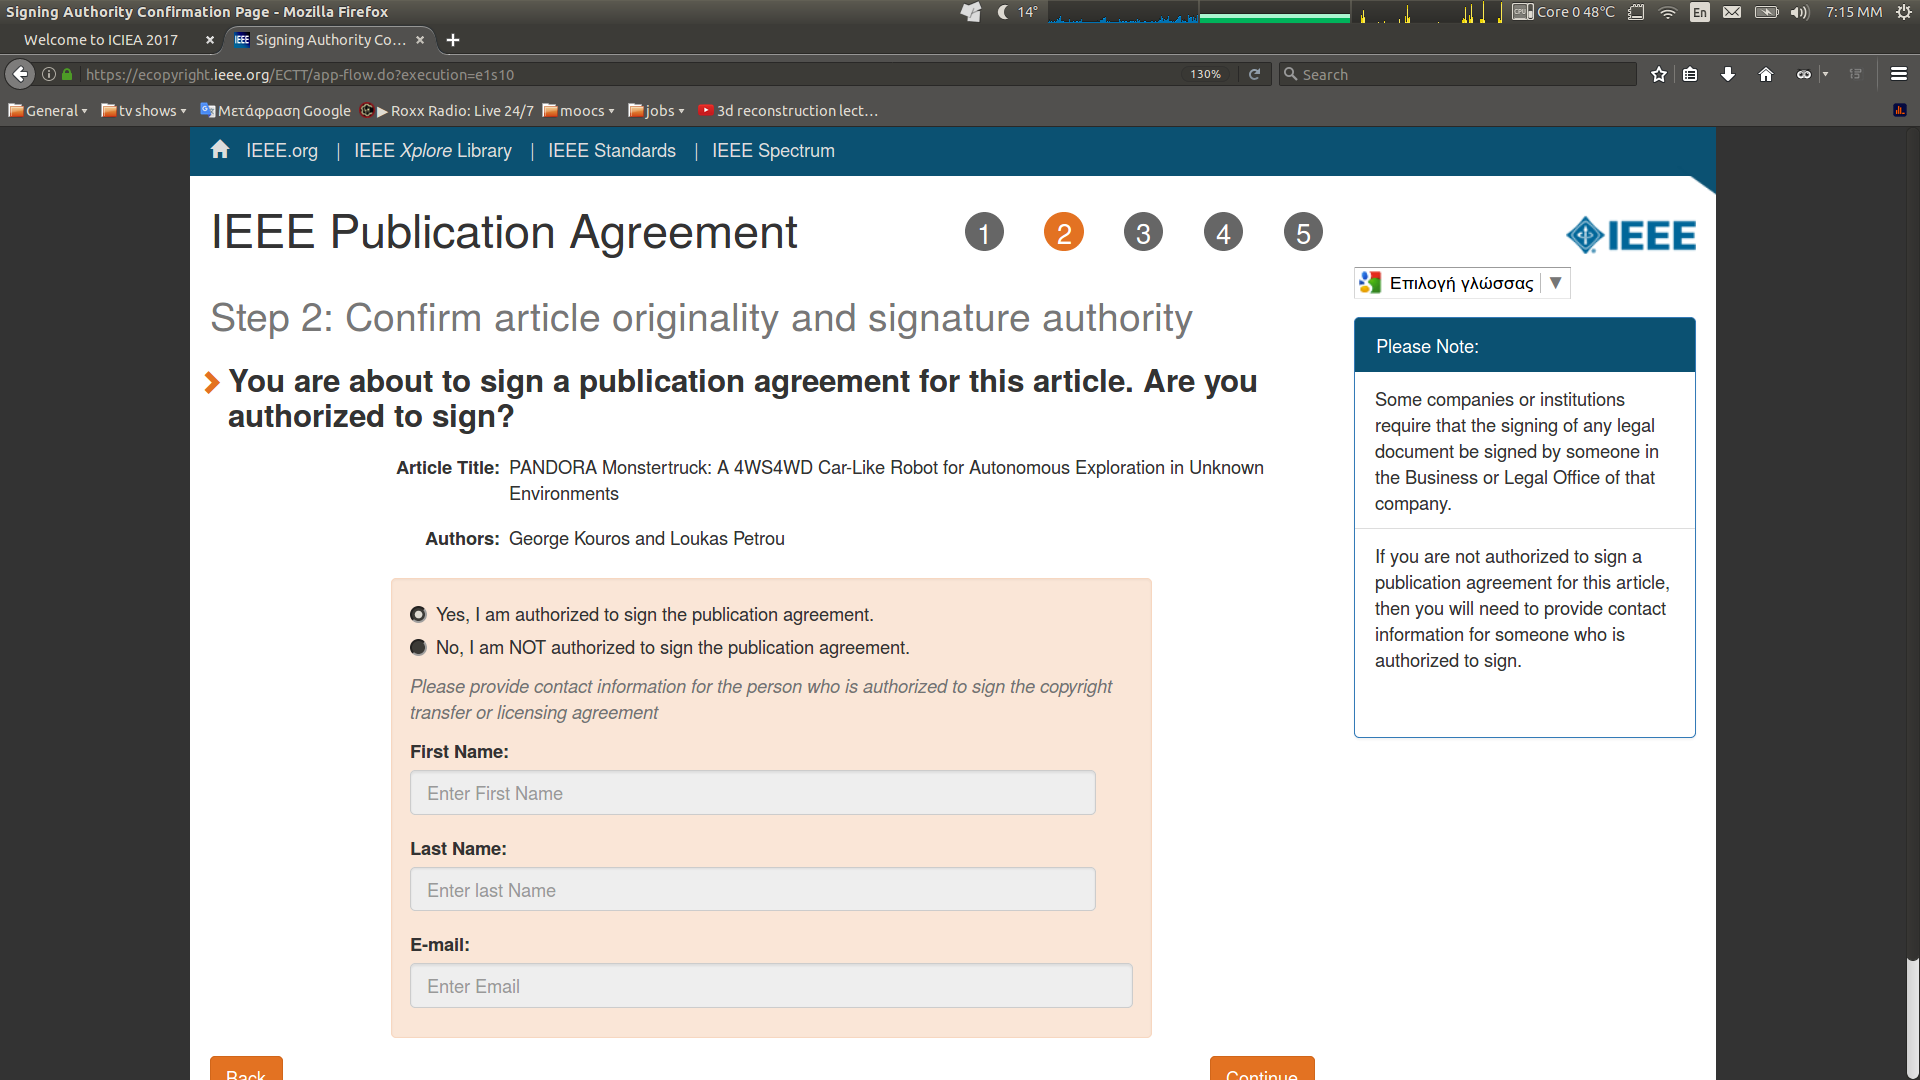 Signing Authority Confirmation Page - Mozilla Firefox
14°
Core 0 48°C
En
7:15 MM
Welcome to ICIEA 2017 ×
IEEE Signing Authority Co... × +
https://ecopyright.ieee.org/ECTT/app-flow.do?execution=e1s10
130%
Search
General
tv shows
Μετάφραση Google
▶ Roxx Radio: Live 24/7
moocs
jobs
3d reconstruction lect...
IEEE.org | IEEE Xplore Library | IEEE Standards | IEEE Spectrum
IEEE Publication Agreement
1 2 3 4 5
IEEE
Επιλογή γλώσσας ▼
Step 2: Confirm article originality and signature authority
You are about to sign a publication agreement for this article. Are you
authorized to sign?
Article Title: PANDORA Monstertruck: A 4WS4WD Car-Like Robot for Autonomous Exploration in Unknown
Environments
Authors: George Kouros and Loukas Petrou
Yes, I am authorized to sign the publication agreement.
No, I am NOT authorized to sign the publication agreement.
Please provide contact information for the person who is authorized to sign the copyright
transfer or licensing agreement
First Name:
Enter First Name
Last Name:
Enter last Name
E-mail:
Enter Email
Back
Continue
Please Note:
Some companies or institutions
require that the signing of any legal
document be signed by someone in
the Business or Legal Office of that
company.
If you are not authorized to sign a
publication agreement for this article,
then you will need to provide contact
information for someone who is
authorized to sign.